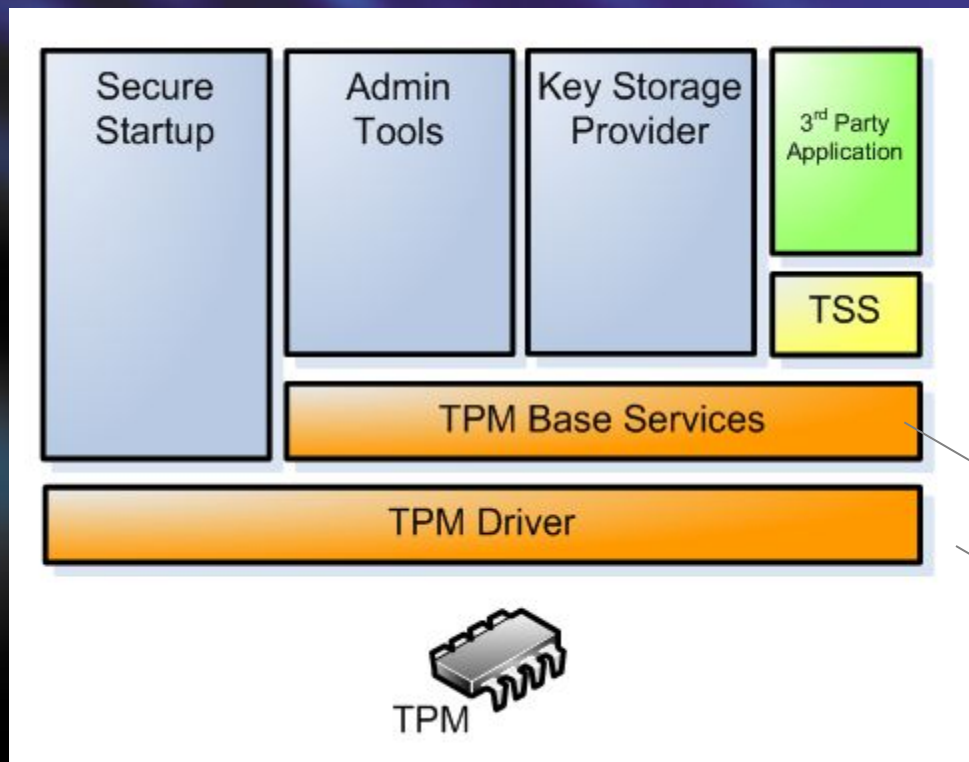 Secure
Startup
Admin
Tools
Key Storage
Provider
3rd Party
Application
TSS
TPM Base Services
TPM Driver
TPM